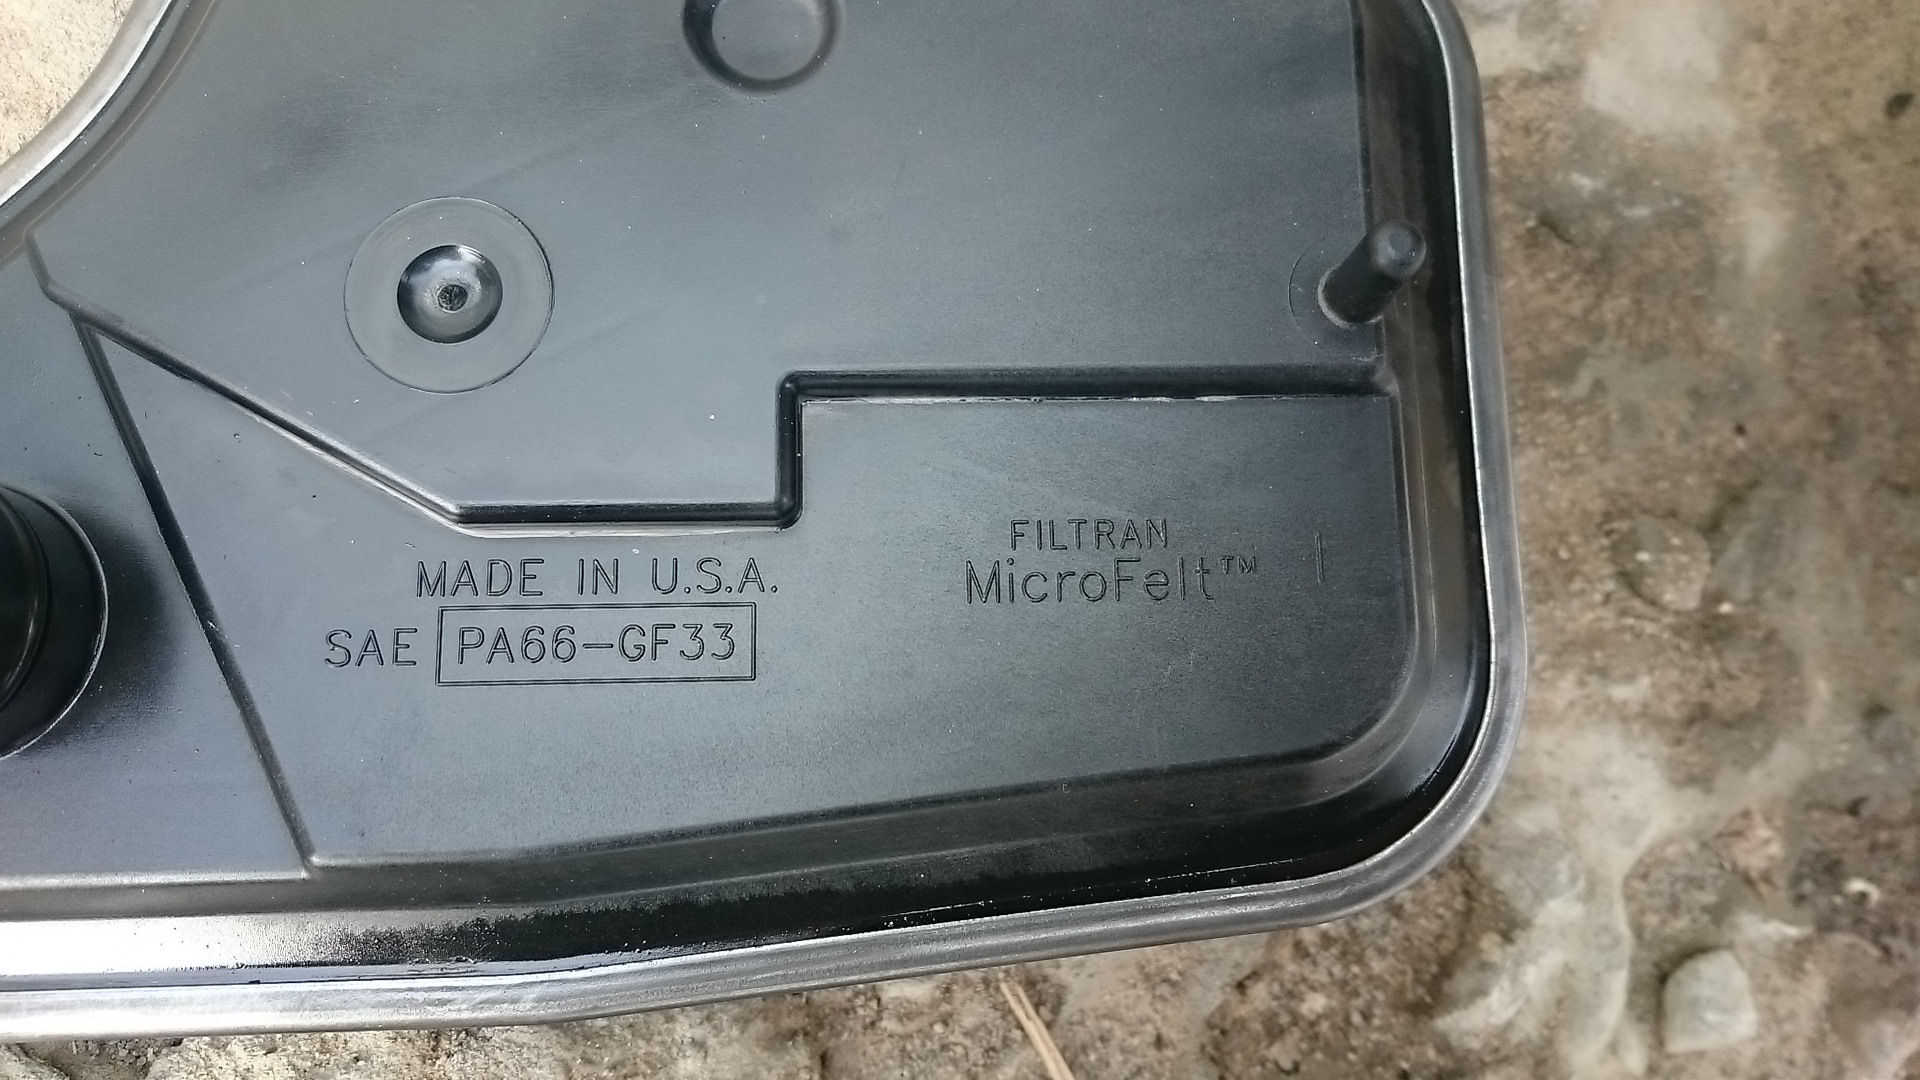 MADE IN U.S.A.
SAE PA66-GF33
FILTRAN
MicroFelt™